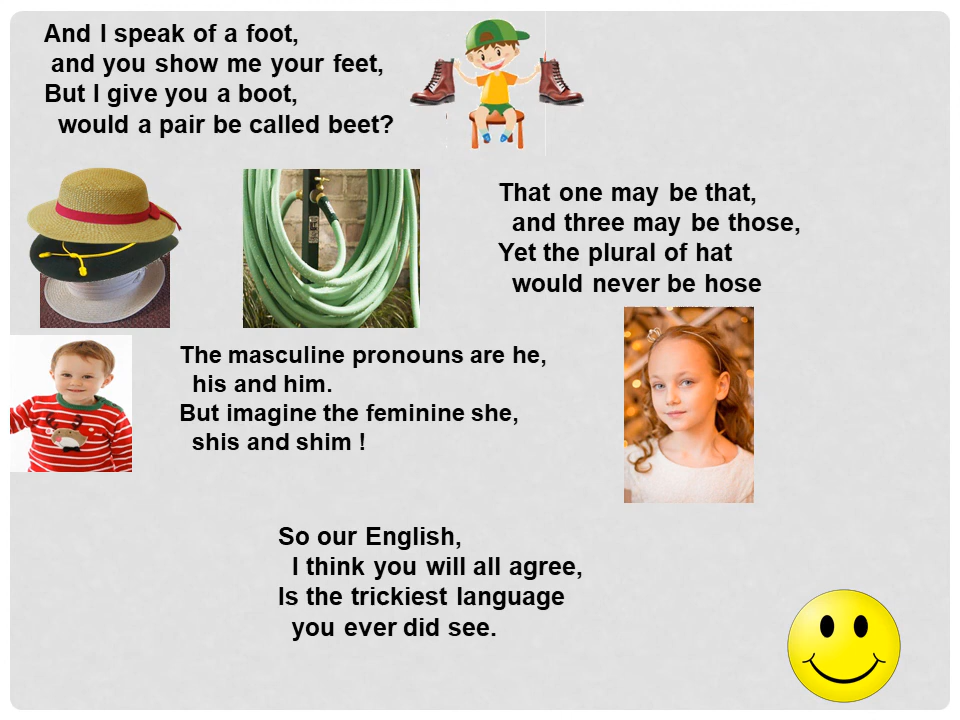 And I speak of a foot,
and you show me your feet,
But I give you a boot,
would a pair be called beet?
That one may be that,
and three may be those,
Yet the plural of hat
would never be hose
The masculine pronouns are he,
his and him.
But imagine the feminine she,
shis and shim !
So our English,
I think you will all agree,
Is the trickiest language
you ever did see.